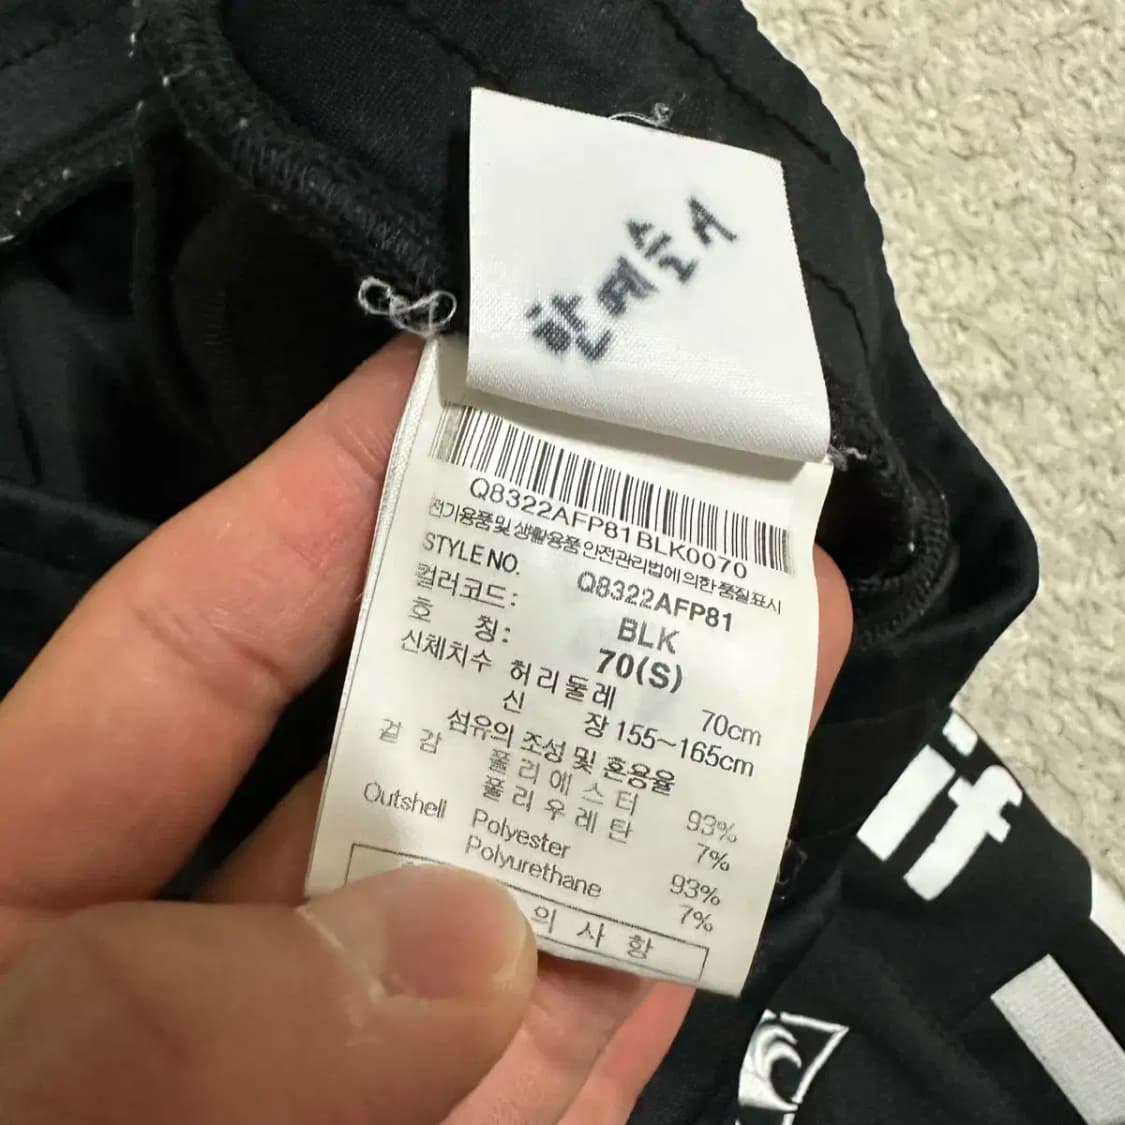 한예슬A
Q8322AFP81BLK0070
전기용품및 생활용품 안전관리법에 의한 품질표시
STYLE NO. Q8322AFP81
컬러코드: BLK
호 칭: 70(S)
신체치수 허리둘레 70cm
신 장 155~165cm
섬유의 조성 및 혼용율
겉 감 폴리에스터 93%
폴리우레탄 7%
Outshell Polyester 93%
Polyurethane 7%
의 사 항
if